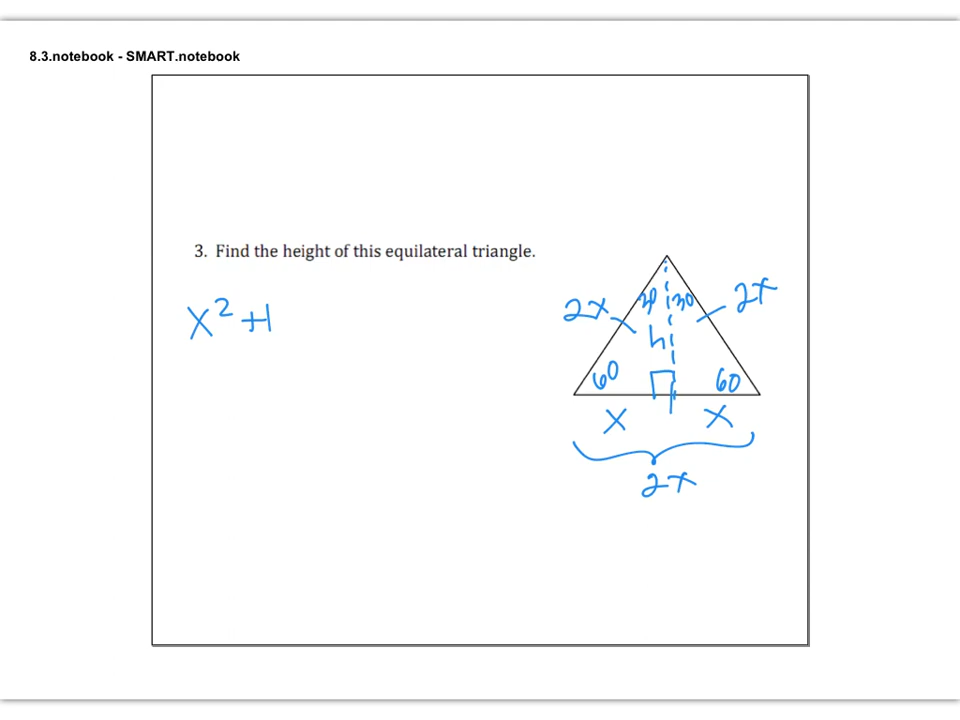 8.3.notebook - SMART.notebook
3. Find the height of this equilateral triangle.
x² +
2x 30 30 2x
h
60 60
x x
2x